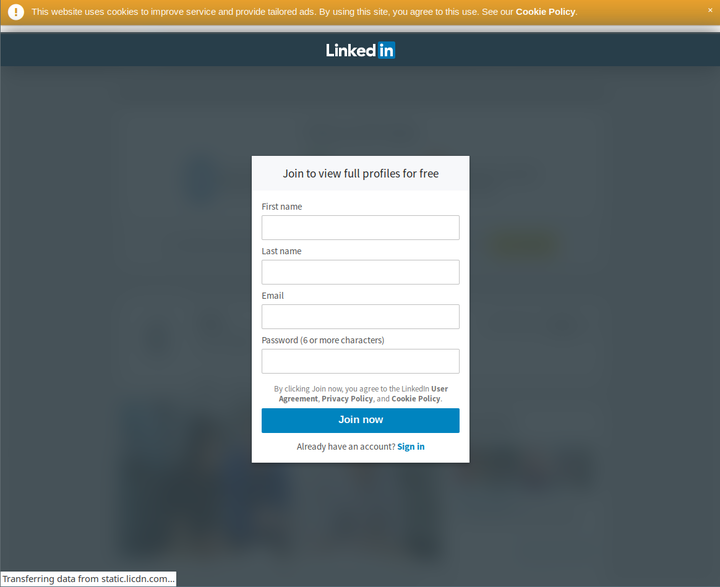 This website uses cookies to improve service and provide tailored ads. By using this site, you agree to this use. See our Cookie Policy.
×
Linked in
Join to view full profiles for free
First name
Last name
Email
Password (6 or more characters)
By clicking Join now, you agree to the LinkedIn User
Agreement, Privacy Policy, and Cookie Policy.
Join now
Already have an account? Sign in
Transferring data from static.licdn.com...